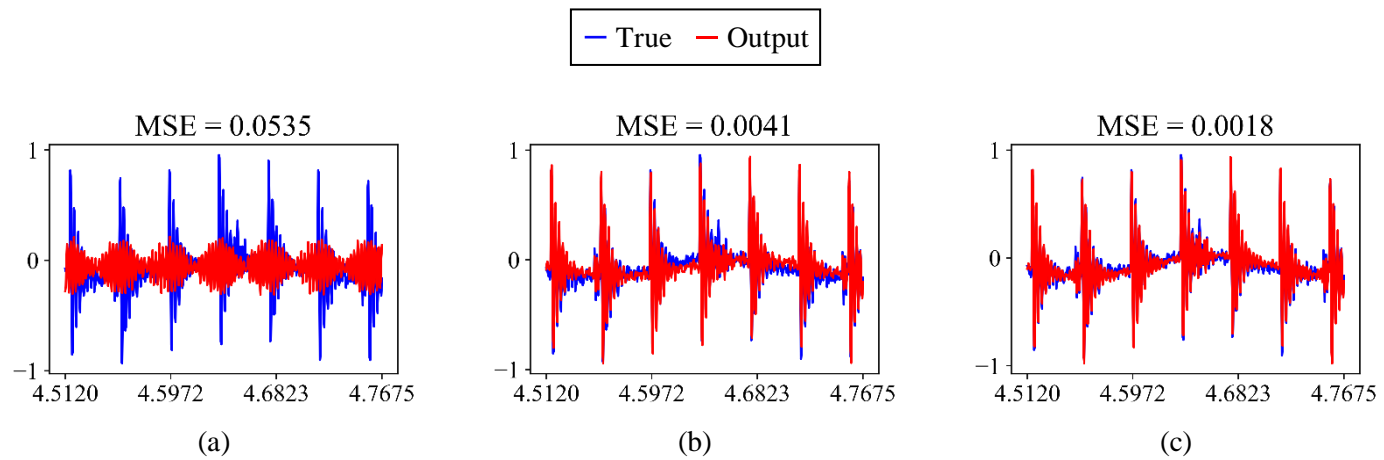 True Output
MSE = 0.0535
MSE = 0.0041
MSE = 0.0018
1
0
−1
4.5120 4.5972 4.6823 4.7675
(a)
1
0
−1
4.5120 4.5972 4.6823 4.7675
(b)
1
0
−1
4.5120 4.5972 4.6823 4.7675
(c)